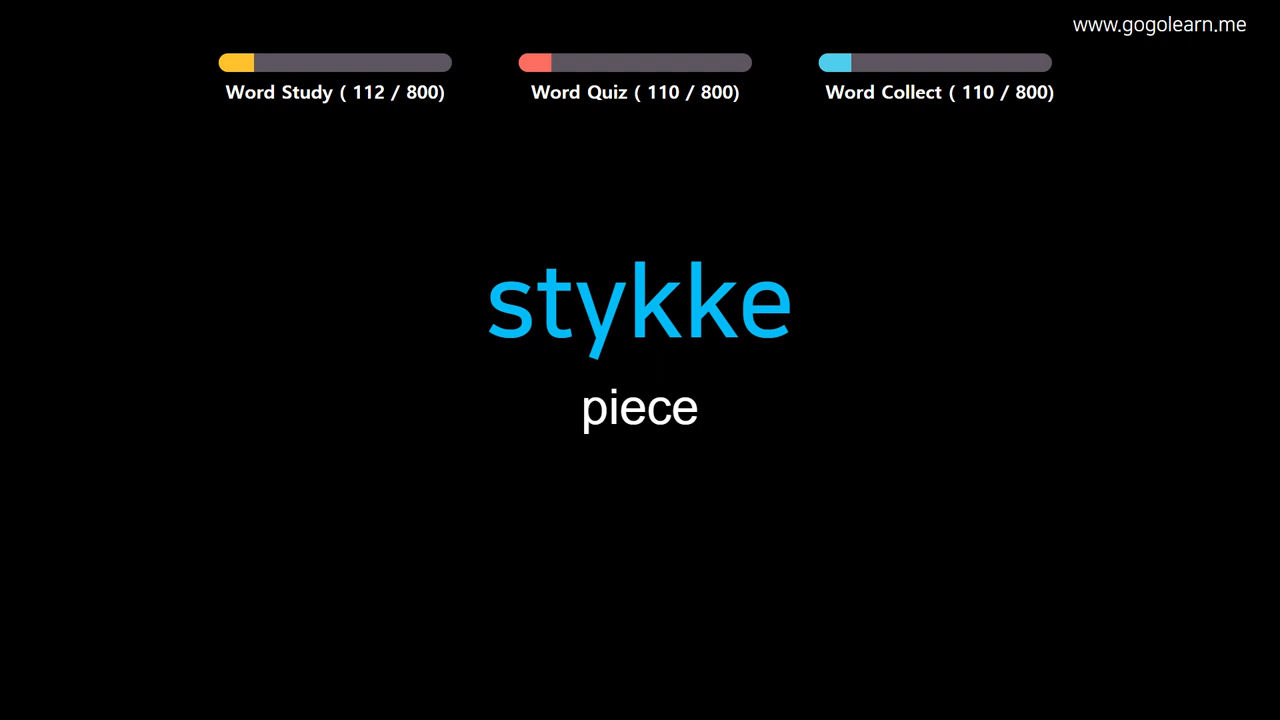 www.gogolearn.me
Word Study ( 112 / 800)
Word Quiz ( 110 / 800)
Word Collect ( 110 / 800)
stykke
piece